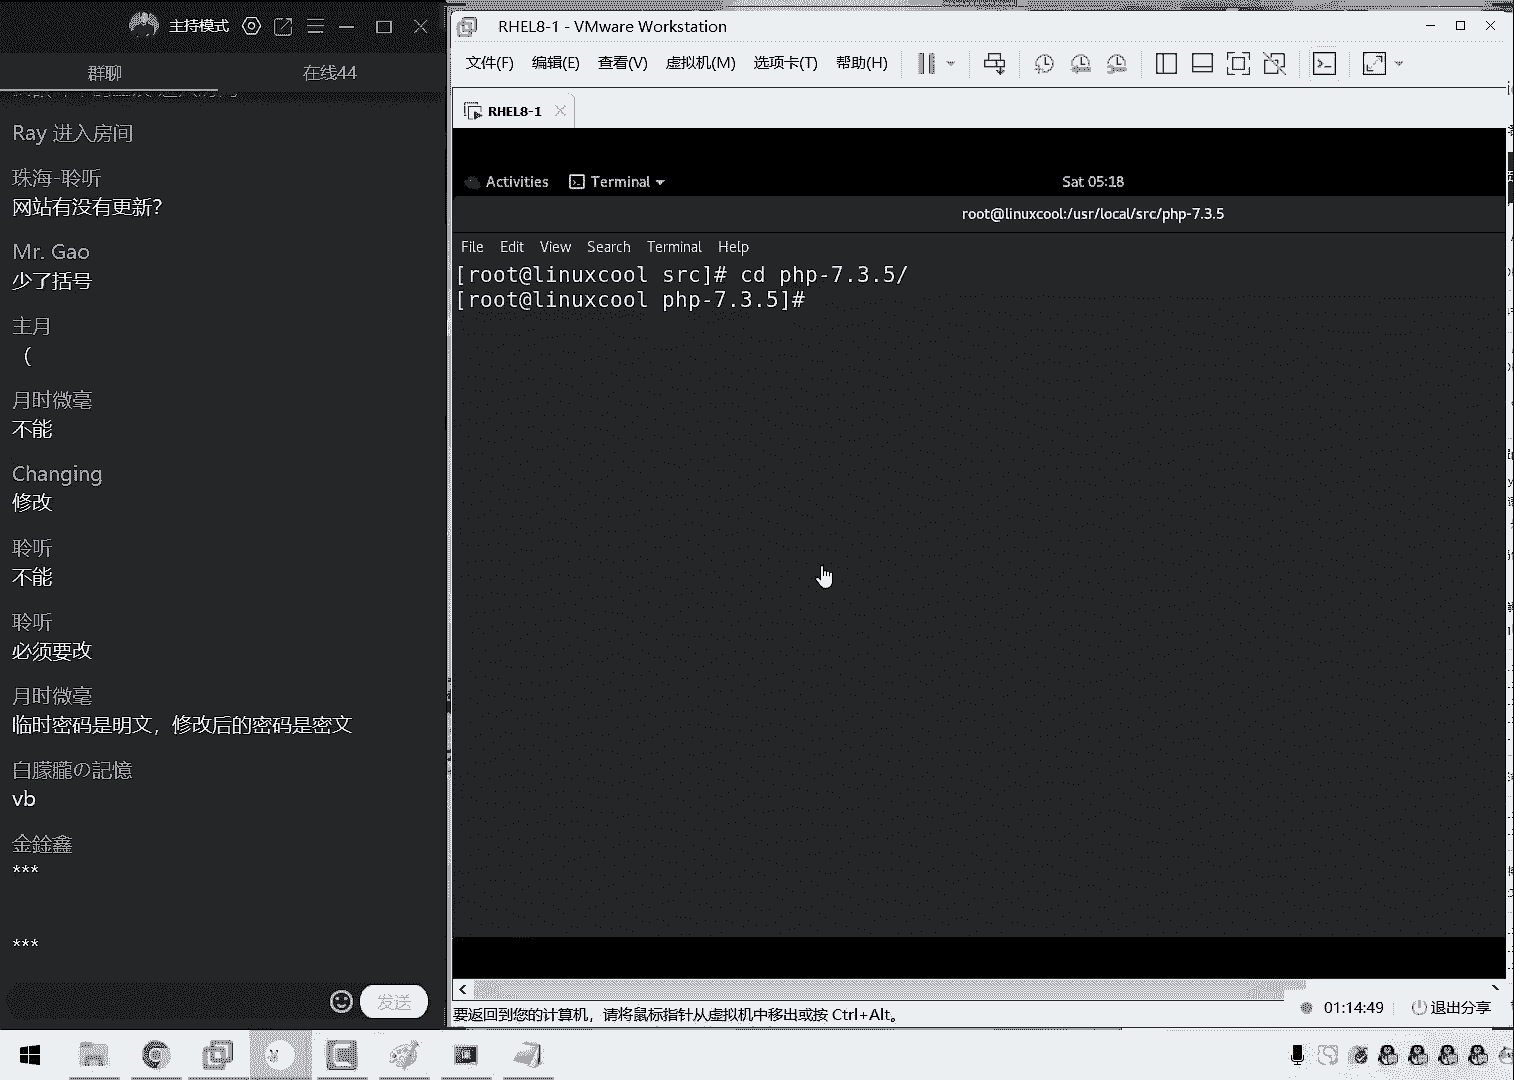 主持模式
群聊
在线44
Ray 进入房间
珠海-聆听
网站有没有更新？
Mr. Gao
少了括号
主月
（
月时微毫
不能
Changing
修改
聆听
不能
聆听
必须要改
月时微毫
临时密码是明文，修改后的密码是密文
白朦朧の記憶
vb
金銓鑫
***
***
发送
RHEL8-1 - VMware Workstation
文件(F) 编辑(E) 查看(V) 虚拟机(M) 选项卡(T) 帮助(H)
RHEL8-1
Activities Terminal Sat 05:18
root@linuxcool:/usr/local/src/php-7.3.5
File Edit View Search Terminal Help
[root@linuxcool src]# cd php-7.3.5/
[root@linuxcool php-7.3.5]#
01:14:49 退出分享
要返回到您的计算机，请将鼠标指针从虚拟机中移出或按 Ctrl+Alt。